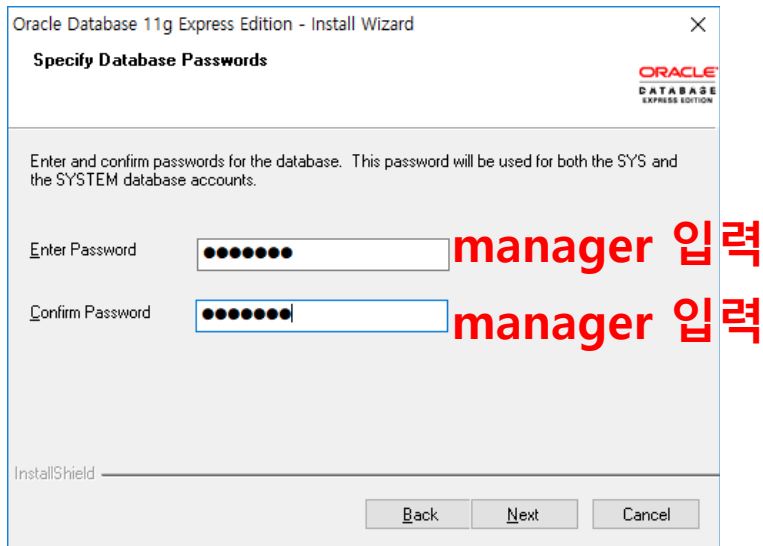 Oracle Database 11g Express Edition - Install Wizard
Specify Database Passwords
ORACLE
DATABASE
EXPRESS EDITION
Enter and confirm passwords for the database. This password will be used for both the SYS and
the SYSTEM database accounts.
Enter Password ●●●●●●● manager 입력
Confirm Password ●●●●●●● manager 입력
InstallShield
Back Next Cancel